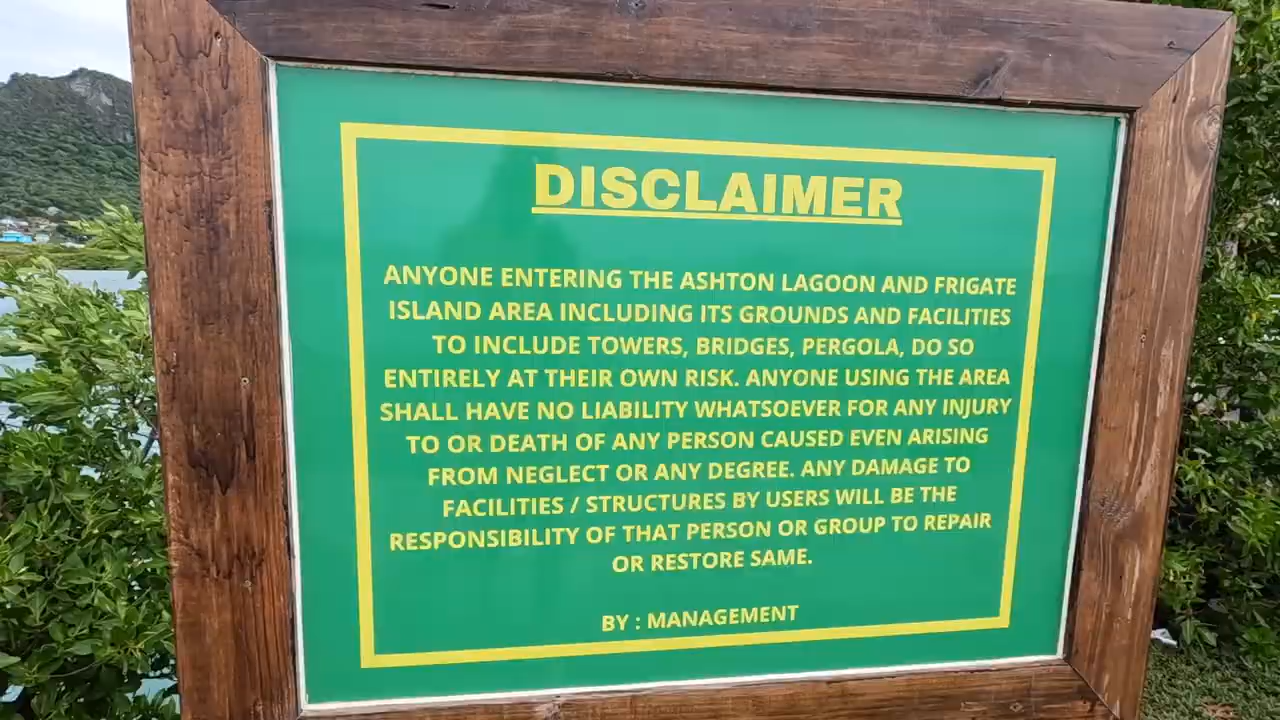 DISCLAIMER
ANYONE ENTERING THE ASHTON LAGOON AND FRIGATE
ISLAND AREA INCLUDING ITS GROUNDS AND FACILITIES
TO INCLUDE TOWERS, BRIDGES, PERGOLA, DO SO
ENTIRELY AT THEIR OWN RISK. ANYONE USING THE AREA
SHALL HAVE NO LIABILITY WHATSOEVER FOR ANY INJURY
TO OR DEATH OF ANY PERSON CAUSED EVEN ARISING
FROM NEGLECT OR ANY DEGREE. ANY DAMAGE TO
FACILITIES / STRUCTURES BY USERS WILL BE THE
RESPONSIBILITY OF THAT PERSON OR GROUP TO REPAIR
OR RESTORE SAME.
BY : MANAGEMENT